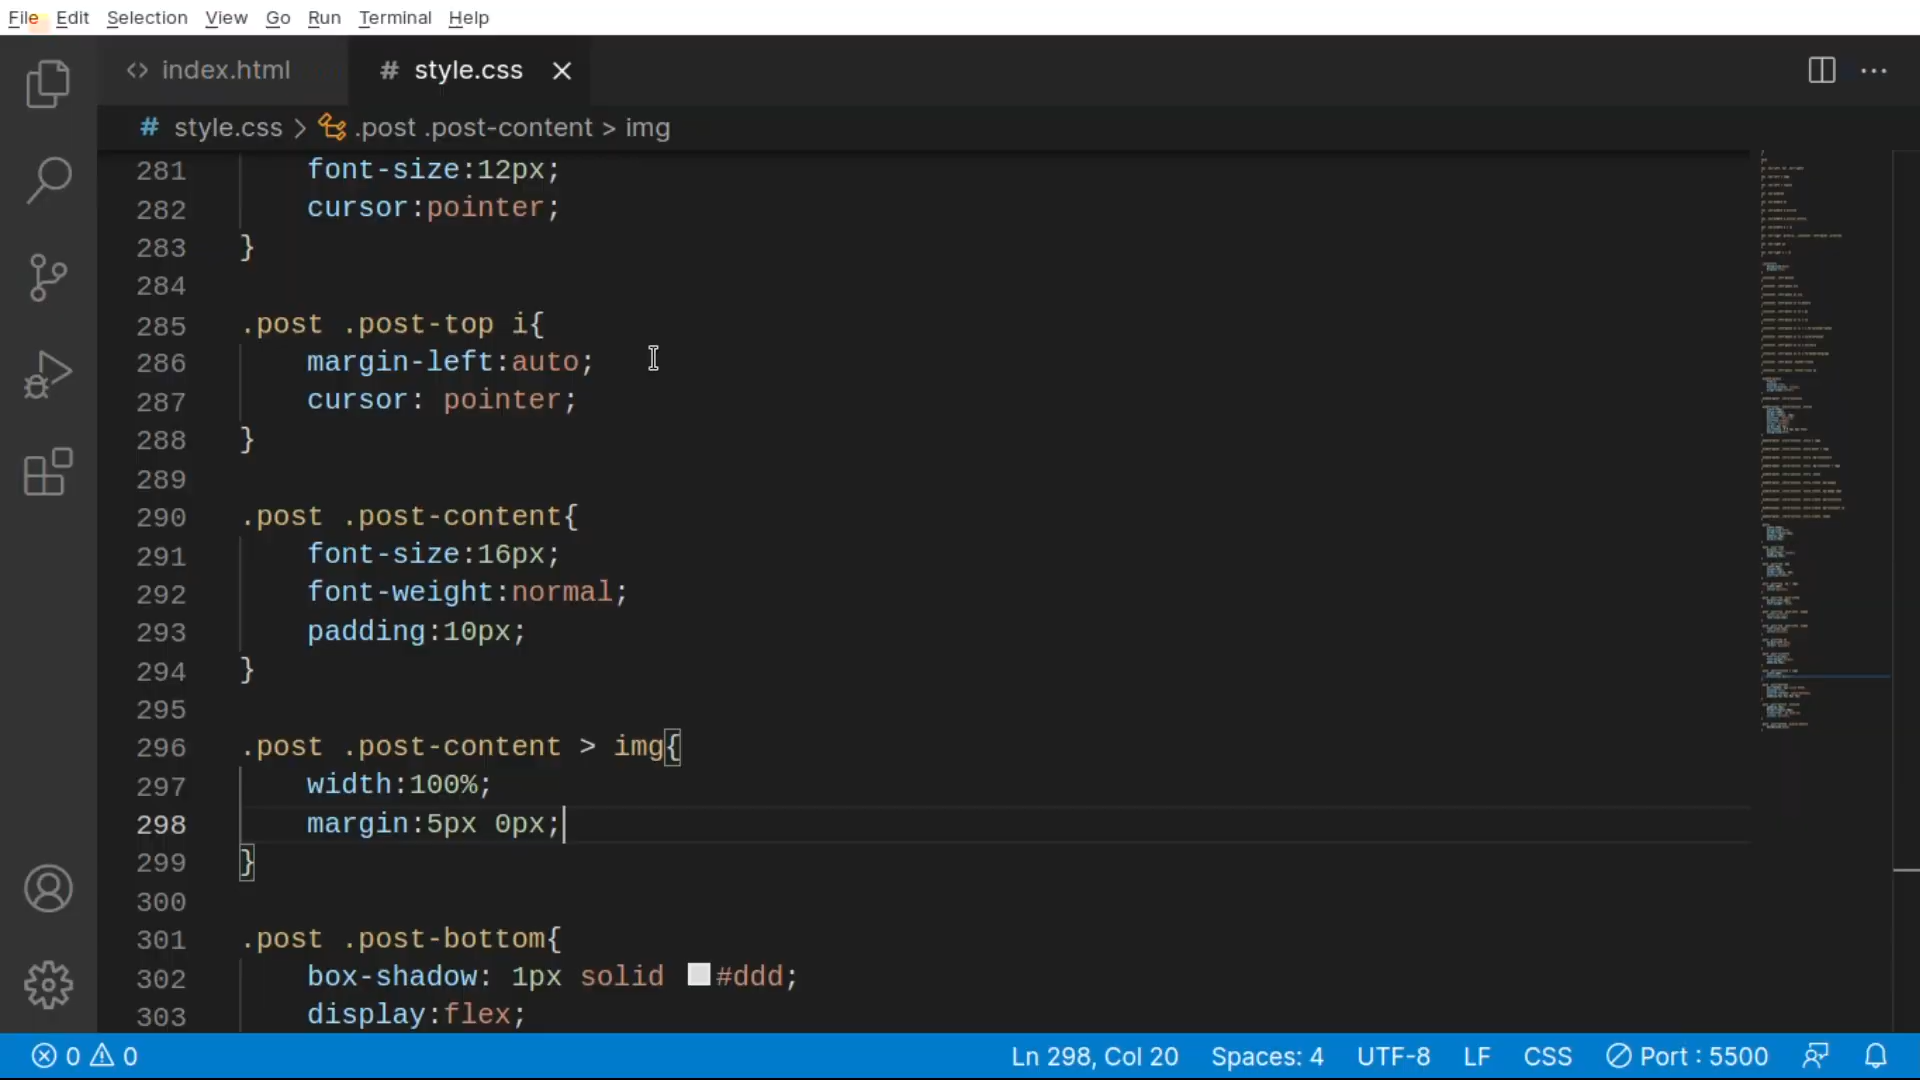 File Edit Selection View Go Run Terminal Help
<> index.html # style.css
# style.css > .post .post-content > img
281 font-size:12px;
282 cursor:pointer;
283 }
284
285 .post .post-top i{
286 margin-left:auto;
287 cursor: pointer;
288 }
289
290 .post .post-content{
291 font-size:16px;
292 font-weight:normal;
293 padding:10px;
294 }
295
296 .post .post-content > img{
297 width:100%;
298 margin:5px 0px;
299 }
300
301 .post .post-bottom{
302 box-shadow: 1px solid #ddd;
303 display:flex;
0 0 Ln 298, Col 20 Spaces: 4 UTF-8 LF CSS Port : 5500